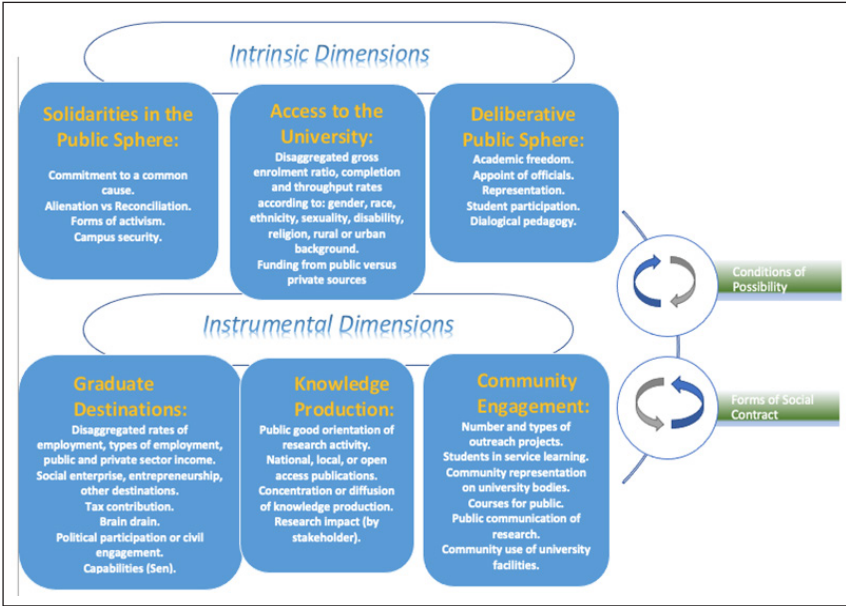 Intrinsic Dimensions
Solidarities in the
Public Sphere:
Commitment to a common
cause.
Alienation vs Reconciliation.
Forms of activism.
Campus security.
Access to the
University:
Disaggregated gross
enrolment ratio, completion
and throughput rates
according to: gender, race,
ethnicity, sexuality, disability,
religion, rural or urban
background.
Funding from public versus
private sources
Deliberative
Public Sphere:
Academic freedom.
Appoint of officials.
Representation.
Student participation.
Dialogical pedagogy.
Conditions of
Possibility
Instrumental Dimensions
Graduate
Destinations:
Disaggregated rates of
employment, types of employment,
public and private sector income.
Social enterprise, entrepreneurship,
other destinations.
Tax contribution.
Brain drain.
Political participation or civil
engagement.
Capabilities (Sen).
Knowledge
Production:
Public good orientation of
research activity.
National, local, or open
access publications.
Concentration or diffusion
of knowledge production.
Research impact (by
stakeholder).
Community
Engagement:
Number and types of
outreach projects.
Students in service learning.
Community representation
on university bodies.
Courses for public.
Public communication of
research.
Community use of university
facilities.
Forms of Social
Contract